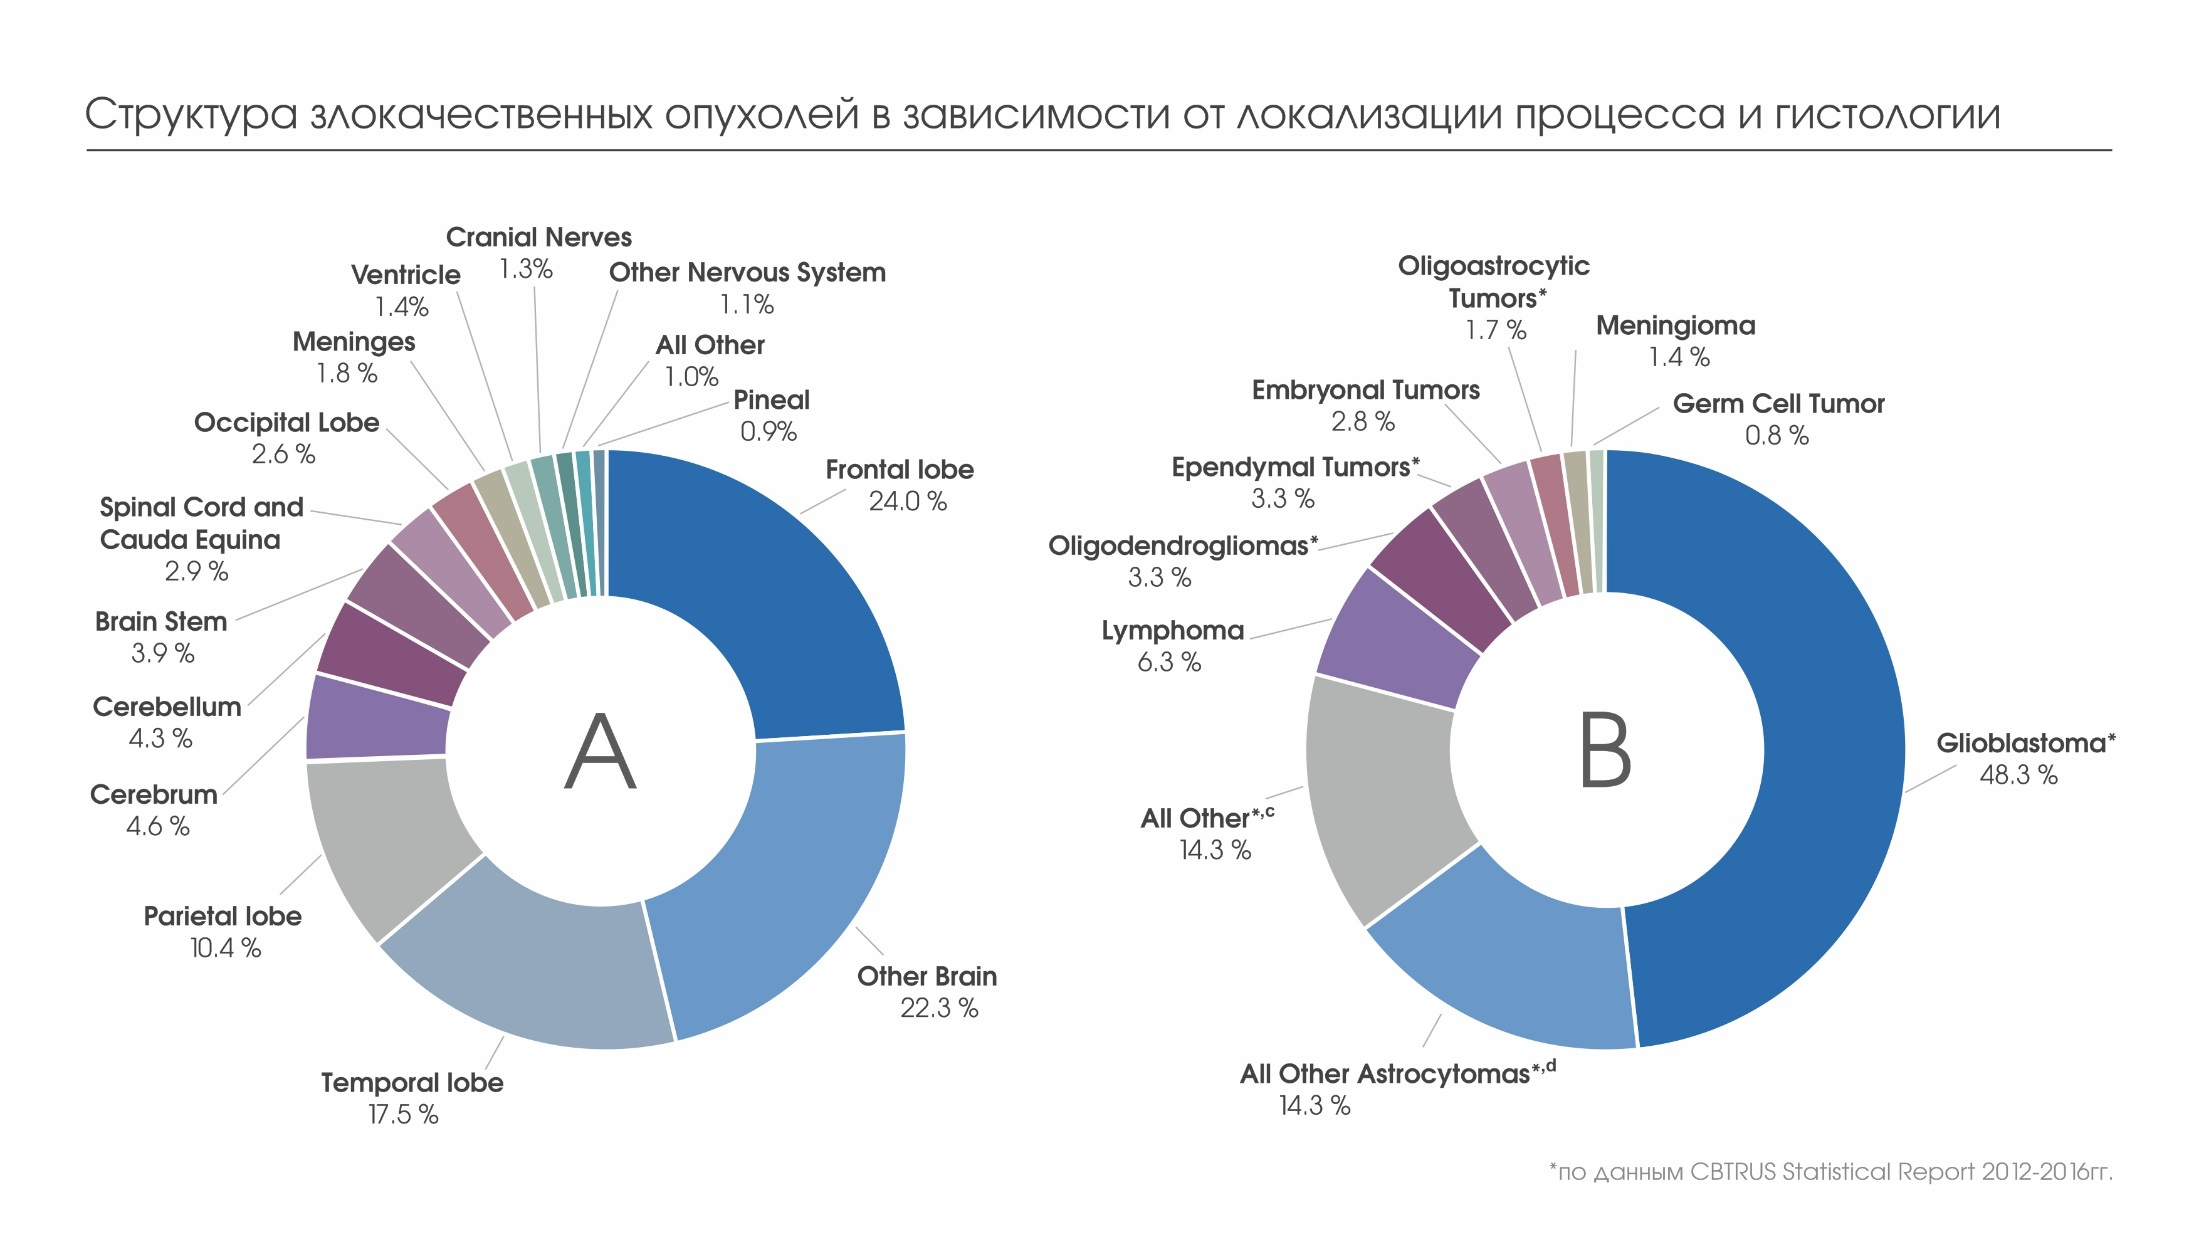 Структура злокачественных опухолей в зависимости от локализации процесса и гистологии
Cranial Nerves
1.3%
Ventricle
1.4%
Other Nervous System
1.1%
Meninges
1.8 %
All Other
1.0%
Pineal
0.9%
Occipital Lobe
2.6 %
Frontal lobe
24.0 %
Spinal Cord and
Cauda Equina
2.9 %
Brain Stem
3.9 %
Cerebellum
4.3 %
Cerebrum
4.6 %
A
Parietal lobe
10.4 %
Other Brain
22.3 %
Temporal lobe
17.5 %
Oligoastrocytic
Tumors*
1.7 %
Meningioma
1.4 %
Embryonal Tumors
2.8 %
Germ Cell Tumor
0.8 %
Ependymal Tumors*
3.3 %
Oligodendrogliomas*
3.3 %
Lymphoma
6.3 %
B
Glioblastoma*
48.3 %
All Other*,c
14.3 %
All Other Astrocytomas*,d
14.3 %
*по данным CBTRUS Statistical Report 2012-2016гг.